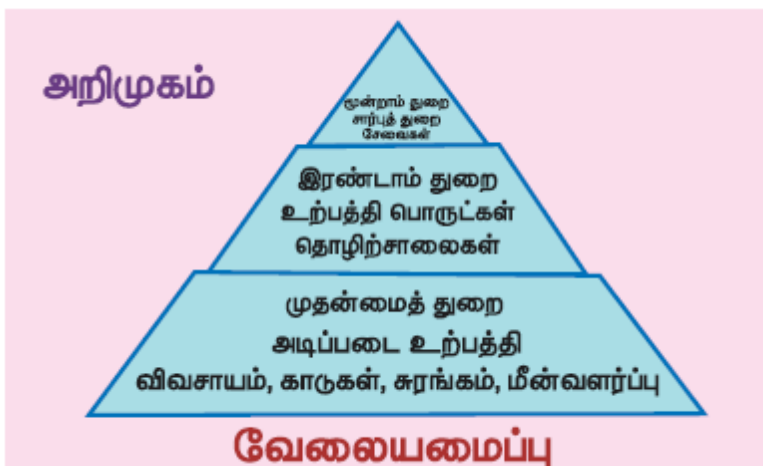 அறிமுகம்
மூன்றாம் துறை
சார்புத் துறை
சேவைகள்
இரண்டாம் துறை
உற்பத்தி பொருட்கள்
தொழிற்சாலைகள்
முதன்மைத் துறை
அடிப்படை உற்பத்தி
விவசாயம், காடுகள், சுரங்கம், மீன்வளர்ப்பு
வேலையமைப்பு